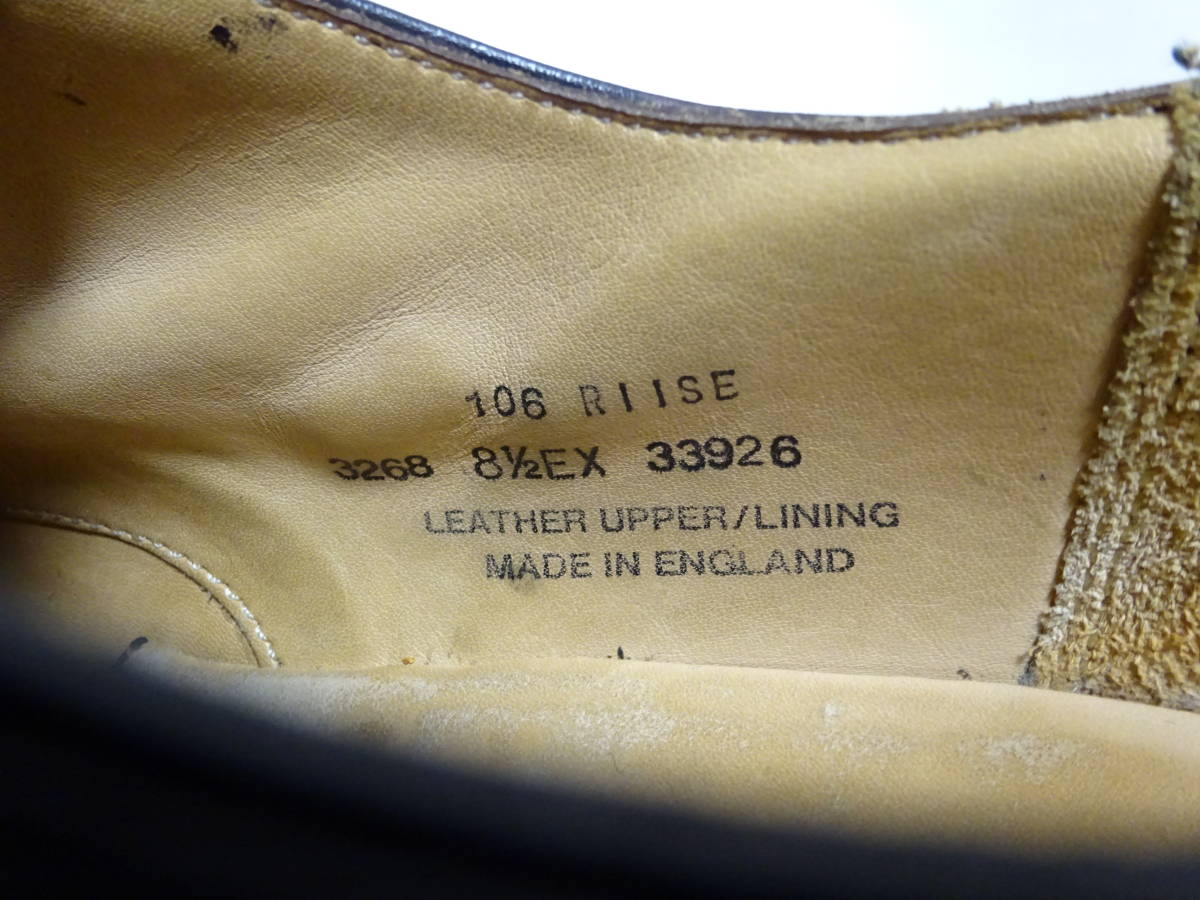 106 RIISE
3268 8½EX 33926
LEATHER UPPER/LINING
MADE IN ENGLAND